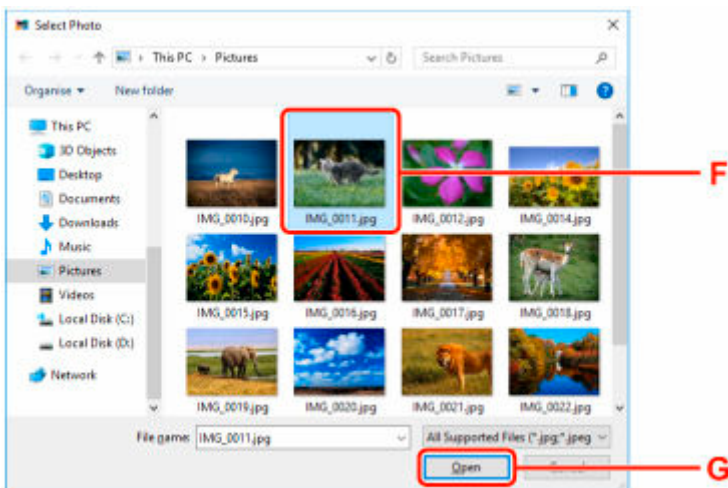 Select Photo
This PC > Pictures
Search Pictures
Organise
New folder
This PC
3D Objects
Desktop
Documents
Downloads
Music
Pictures
Videos
Local Disk (C:)
Local Disk (D:)
Network
IMG_0010.jpg
IMG_0011.jpg
IMG_0012.jpg
IMG_0014.jpg
IMG_0015.jpg
IMG_0016.jpg
IMG_0017.jpg
IMG_0018.jpg
IMG_0019.jpg
IMG_0020.jpg
IMG_0021.jpg
IMG_0022.jpg
F
File name: IMG_0011.jpg
All Supported Files (*.jpg;*.jpeg
Open
G